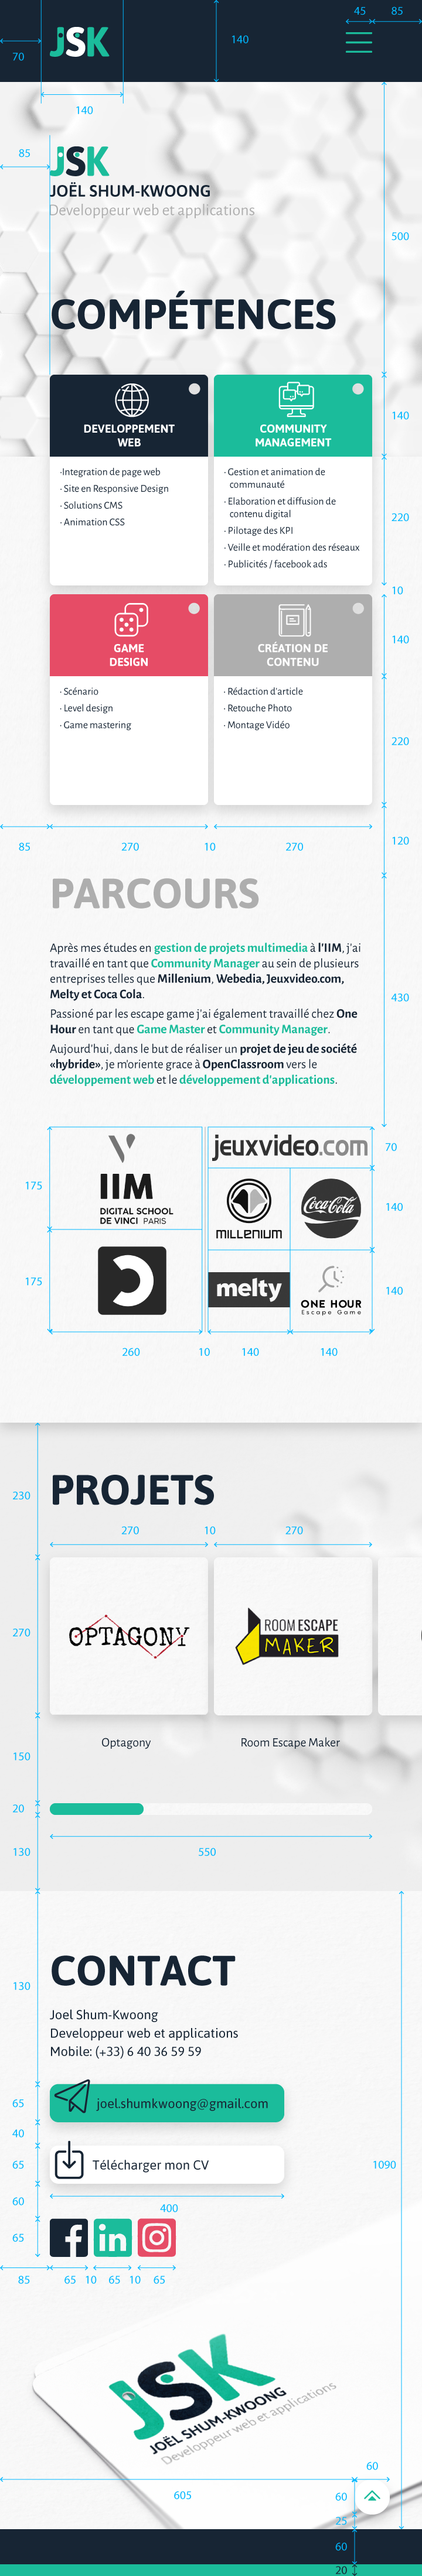 45 85
JSK
140
70
140
85
JSK
JOËL SHUM-KWOONG
Developpeur web et applications
500
COMPÉTENCES
DEVELOPPEMENT
WEB
COMMUNITY
MANAGEMENT
140
·Integration de page web
· Site en Responsive Design
· Solutions CMS
· Animation CSS
· Gestion et animation de
communauté
· Elaboration et diffusion de
contenu digital
· Pilotage des KPI
· Veille et modération des réseaux
· Publicités / facebook ads
220
10
GAME
DESIGN
CRÉATION DE
CONTENU
140
· Scénario
· Level design
· Game mastering
· Rédaction d'article
· Retouche Photo
· Montage Vidéo
220
85 270 10 270
120
PARCOURS
Après mes études en gestion de projets multimedia à l'IIM, j'ai
travaillé en tant que Community Manager au sein de plusieurs
entreprises telles que Millenium, Webedia, Jeuxvideo.com,
Melty et Coca Cola.
Passioné par les escape game j'ai également travaillé chez One
Hour en tant que Game Master et Community Manager.
Aujourd'hui, dans le but de réaliser un projet de jeu de société
«hybride», je m'oriente grace à OpenClassroom vers le
développement web et le développement d'applications.
430
175
IIM
DIGITAL SCHOOL
DE VINCI PARIS
jeuxvideo.com
70
MILLENIUM
Coca-Cola
140
175
melty
ONE HOUR
Escape Game
140
260 10 140 140
230
PROJETS
270 10 270
270
OPTAGONY
ROOM ESCAPE
MAKER
Optagony
Room Escape Maker
150
20
130
550
CONTACT
130
Joel Shum-Kwoong
Developpeur web et applications
Mobile: (+33) 6 40 36 59 59
65
joel.shumkwoong@gmail.com
40
65
Télécharger mon CV
1090
60
400
65
f in
85 65 10 65 10 65
JSK
JOËL SHUM-KWOONG
Developpeur web et applications
60
605
60
25
60
20